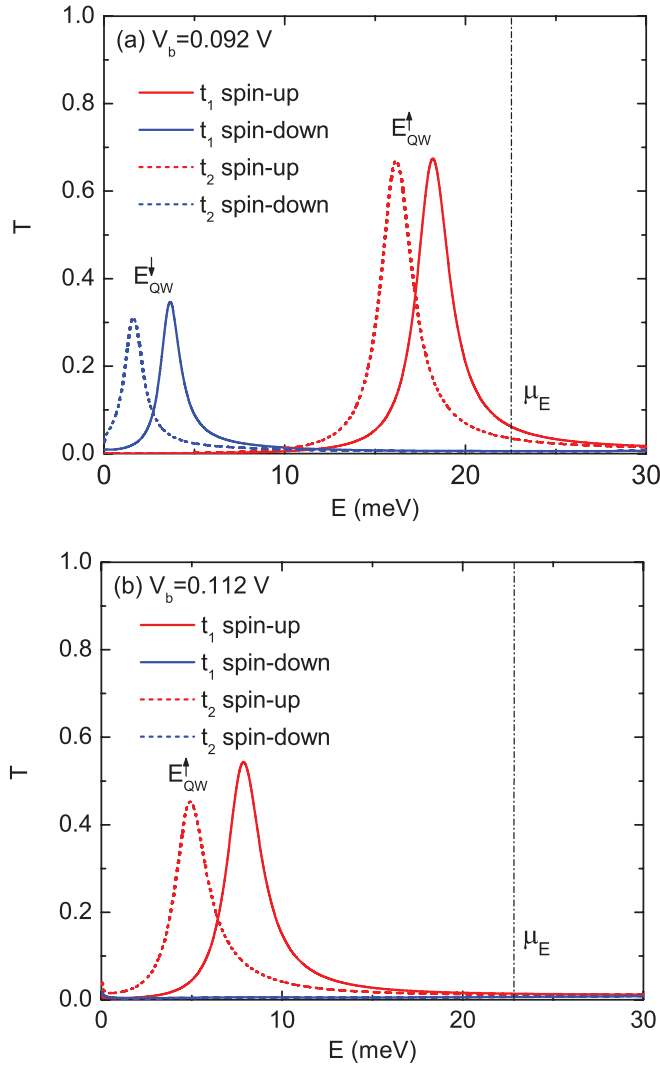 (a) V_b=0.092 V
t_1 spin-up
t_1 spin-down
t_2 spin-up
t_2 spin-down
E^↑_QW
E^↓_QW
μ_E
T
1.0
0.8
0.6
0.4
0.2
0.0
0 10 20 30
E (meV)
(b) V_b=0.112 V
t_1 spin-up
t_1 spin-down
t_2 spin-up
t_2 spin-down
E^↑_QW
μ_E
T
1.0
0.8
0.6
0.4
0.2
0.0
0 10 20 30
E (meV)